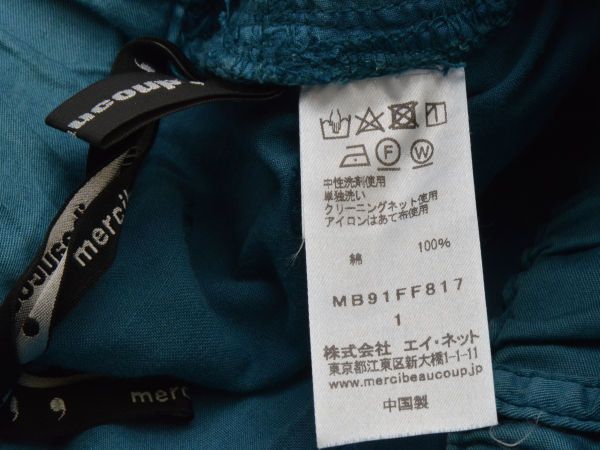 beaucoup
mercibeaucoup
merci
F
W
中性洗剤使用
単独洗い
クリーニングネット使用
アイロンはあて布使用
綿 100%
MB91FF817
1
株式会社 エイ・ネット
東京都江東区新大橋1-1-11
www.mercibeaucoup.jp
中国製